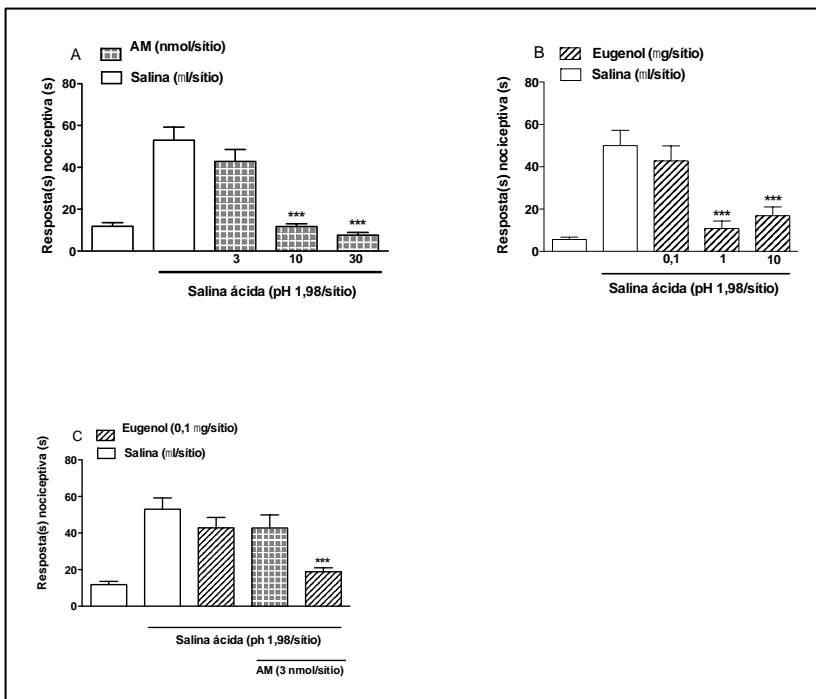 A
AM (nmol/sítio)
Salina (ml/sítio)
Resposta(s) nociceptiva (s)
80
60
40
20
0
*** ***
3 10 30
Salina ácida (pH 1,98/sítio)
B
Eugenol (mg/sítio)
Salina (ml/sítio)
Resposta(s) nociceptiva (s)
80
60
40
20
0
*** ***
0,1 1 10
Salina ácida (pH 1,98/sítio)
C
Eugenol (0,1 mg/sítio)
Salina (ml/sítio)
Resposta(s) nociceptiva (s)
80
60
40
20
0
***
Salina ácida (ph 1,98/sítio)
AM (3 nmol/sítio)